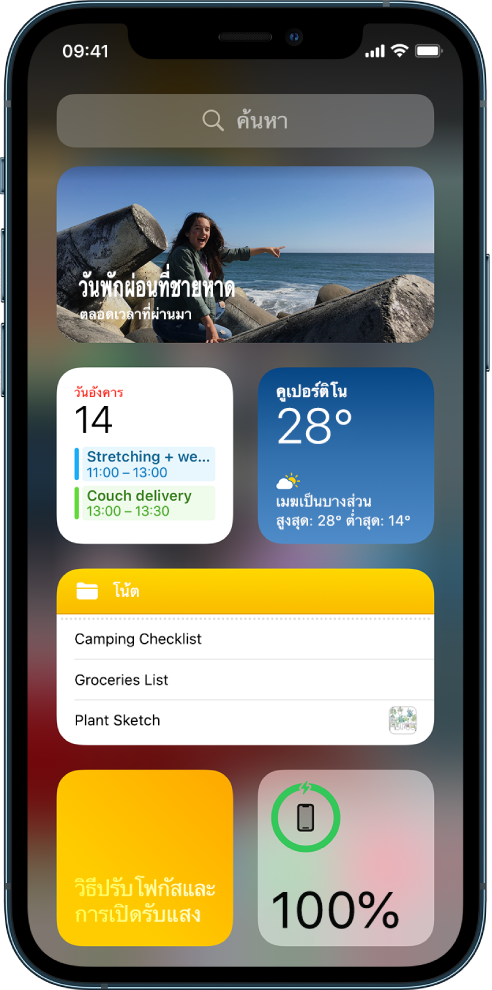 09:41
ค้นหา
วันพักผ่อนที่ชายหาด
ตลอดเวลาที่ผ่านมา
วันอังคาร
14
Stretching + we...
11:00 – 13:00
Couch delivery
13:00 – 13:30
คูเปอร์ติโน
28°
เมฆเป็นบางส่วน
สูงสุด: 28° ต่ำสุด: 14°
โน้ต
Camping Checklist
Groceries List
Plant Sketch
วิธีปรับโฟกัสและ
การเปิดรับแสง
100%